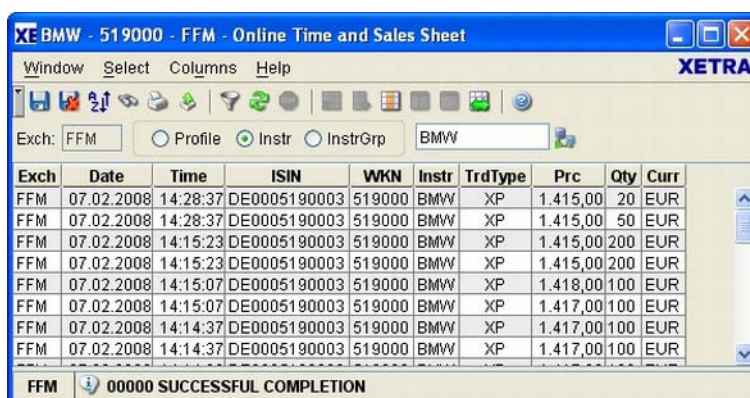 XE BMW - 519000 - FFM - Online Time and Sales Sheet
Window Select Columns Help XETRA
Exch: FFM Profile Instr InstrGrp BMW
Exch Date Time ISIN WKN Instr TrdType Prc Qty Curr
FFM 07.02.2008 14:28:37 DE0005190003 519000 BMW XP 1.415,00 20 EUR
FFM 07.02.2008 14:28:37 DE0005190003 519000 BMW XP 1.415,00 50 EUR
FFM 07.02.2008 14:15:23 DE0005190003 519000 BMW XP 1.415,00 200 EUR
FFM 07.02.2008 14:15:23 DE0005190003 519000 BMW XP 1.415,00 200 EUR
FFM 07.02.2008 14:15:07 DE0005190003 519000 BMW XP 1.418,00 100 EUR
FFM 07.02.2008 14:15:07 DE0005190003 519000 BMW XP 1.417,00 100 EUR
FFM 07.02.2008 14:14:37 DE0005190003 519000 BMW XP 1.417,00 100 EUR
FFM 07.02.2008 14:14:37 DE0005190003 519000 BMW XP 1.417,00 100 EUR
FFM 00000 SUCCESSFUL COMPLETION